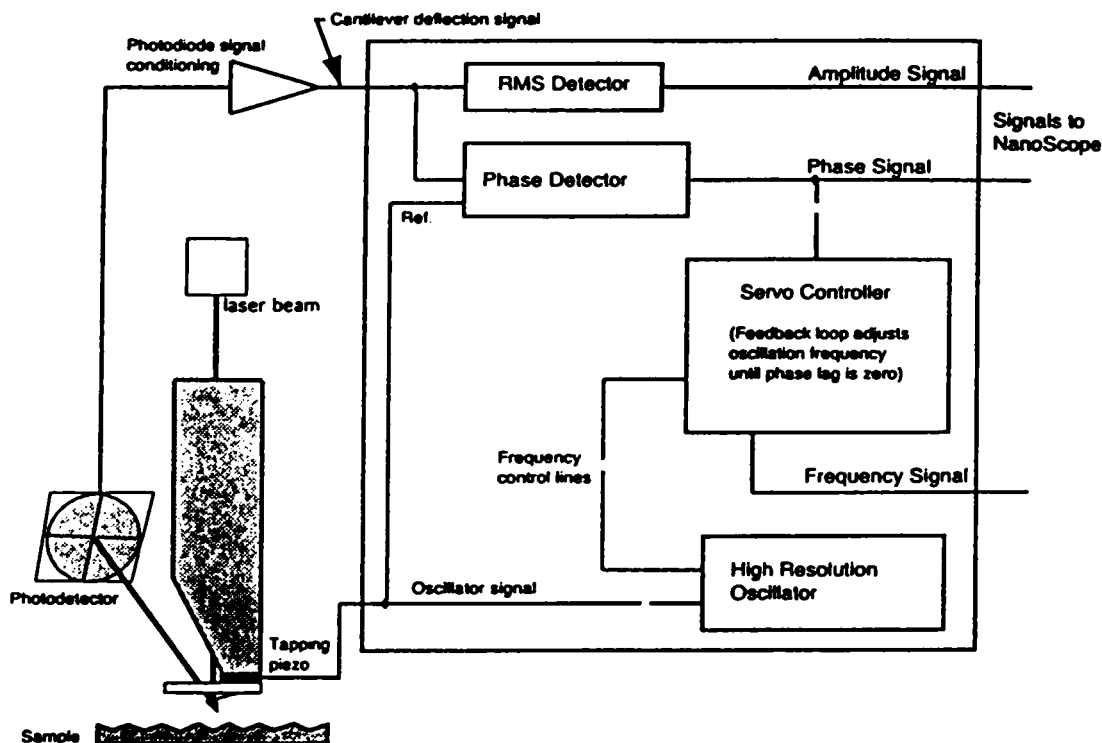 Cantilever deflection signal
Photodiode signal
conditioning
RMS Detector
Amplitude Signal
Signals to
NanoScope
Phase Detector
Phase Signal
Ref.
laser beam
Servo Controller
(Feedback loop adjusts
oscillation frequency
until phase lag is zero)
Frequency
control lines
Frequency Signal
High Resolution
Oscillator
Photodetector
Oscillator signal
Tapping
piezo
Sample